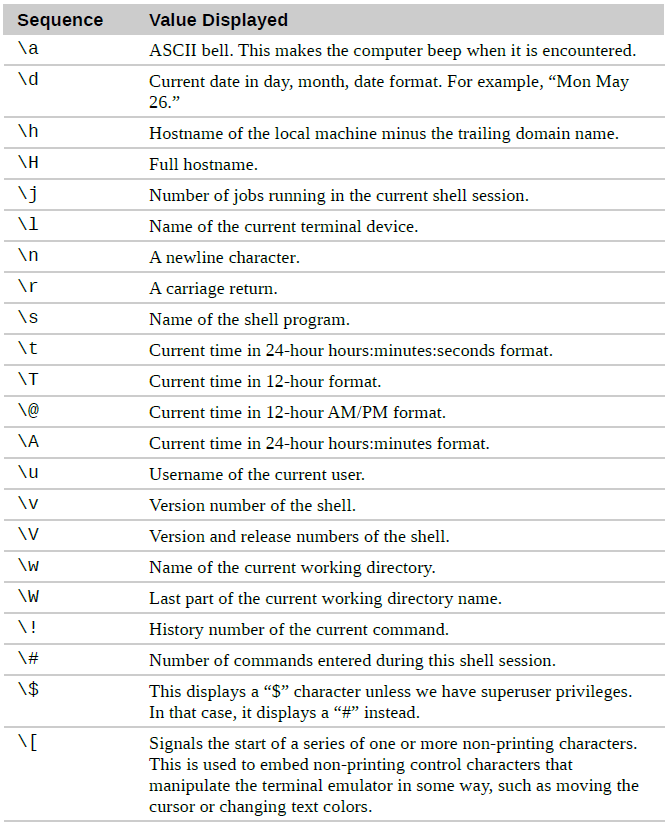 Sequence Value Displayed
\a ASCII bell. This makes the computer beep when it is encountered.
\d Current date in day, month, date format. For example, “Mon May
26.”
\h Hostname of the local machine minus the trailing domain name.
\H Full hostname.
\j Number of jobs running in the current shell session.
\l Name of the current terminal device.
\n A newline character.
\r A carriage return.
\s Name of the shell program.
\t Current time in 24-hour hours:minutes:seconds format.
\T Current time in 12-hour format.
\@ Current time in 12-hour AM/PM format.
\A Current time in 24-hour hours:minutes format.
\u Username of the current user.
\v Version number of the shell.
\V Version and release numbers of the shell.
\w Name of the current working directory.
\W Last part of the current working directory name.
\! History number of the current command.
\# Number of commands entered during this shell session.
\$ This displays a “$” character unless we have superuser privileges.
In that case, it displays a “#” instead.
\[ Signals the start of a series of one or more non-printing characters.
This is used to embed non-printing control characters that
manipulate the terminal emulator in some way, such as moving the
cursor or changing text colors.